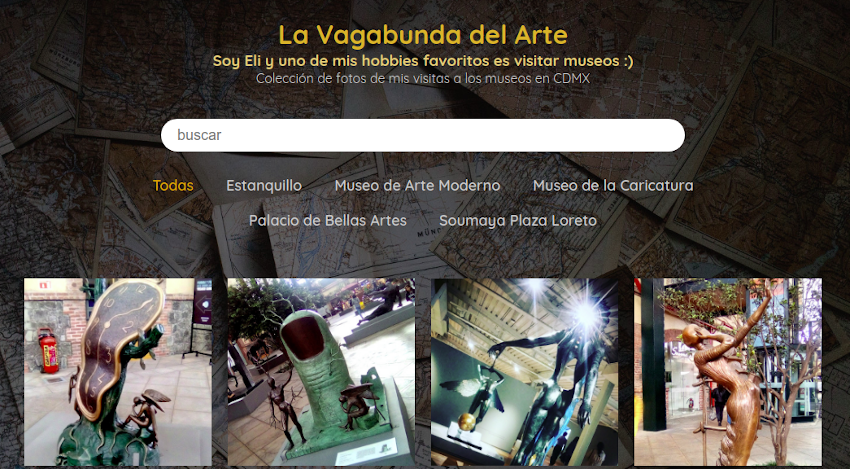 La Vagabunda del Arte
Soy Eli y uno de mis hobbies favoritos es visitar museos :)
Colección de fotos de mis visitas a los museos en CDMX
buscar
Todas Estanquillo Museo de Arte Moderno Museo de la Caricatura
Palacio de Bellas Artes Soumaya Plaza Loreto